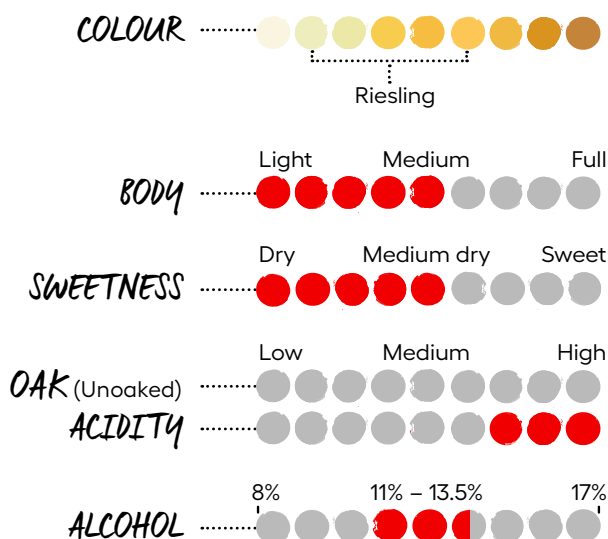 COLOUR
Riesling
Light Medium Full
BODY
Dry Medium dry Sweet
SWEETNESS
Low Medium High
OAK (Unoaked)
ACIDITY
8% 11% – 13.5% 17%
ALCOHOL